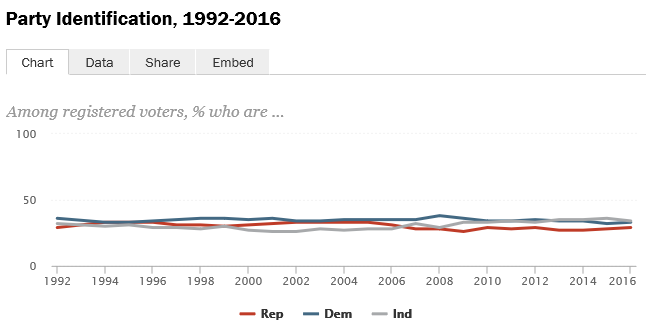 Party Identification, 1992-2016
Chart Data Share Embed
Among registered voters, % who are ...
100
50
0
1992 1994 1996 1998 2000 2002 2004 2006 2008 2010 2012 2014 2016
Rep Dem Ind